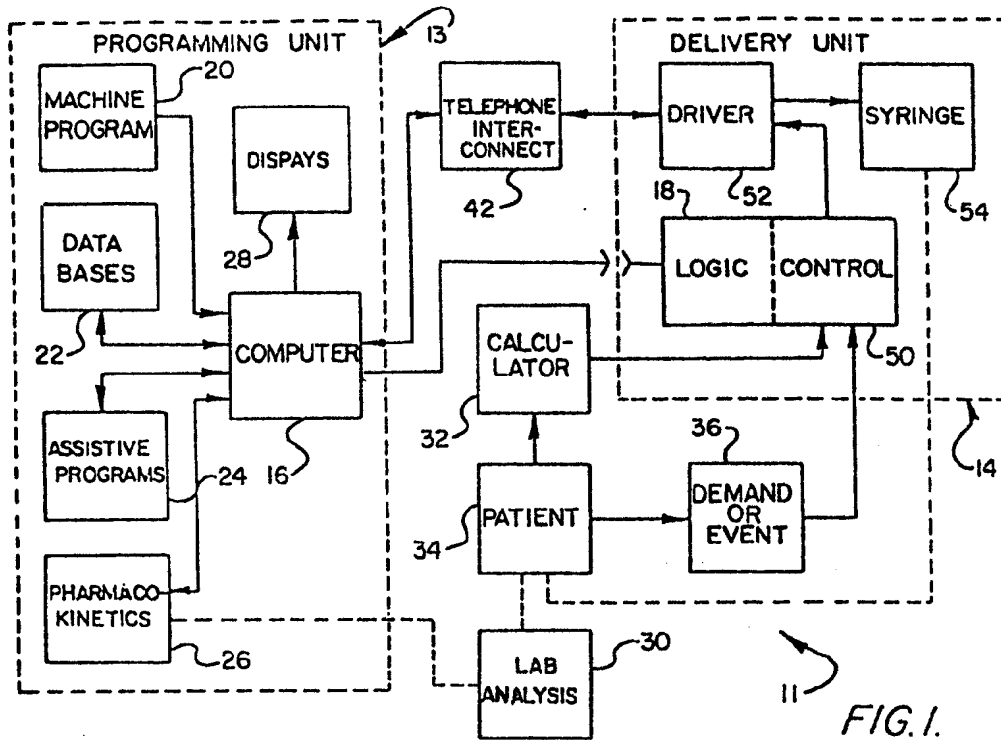 PROGRAMMING UNIT
13
20
MACHINE
PROGRAM
DISPAYS
28
DATA
BASES
22
COMPUTER
16
ASSISTIVE
PROGRAMS
24
PHARMACO
KINETICS
26
TELEPHONE
INTER-
CONNECT
42
DELIVERY UNIT
DRIVER
52
SYRINGE
54
18
LOGIC
CONTROL
50
CALCU-
LATOR
32
14
PATIENT
34
36
DEMAND
OR
EVENT
LAB
ANALYSIS
30
11
FIG. 1.